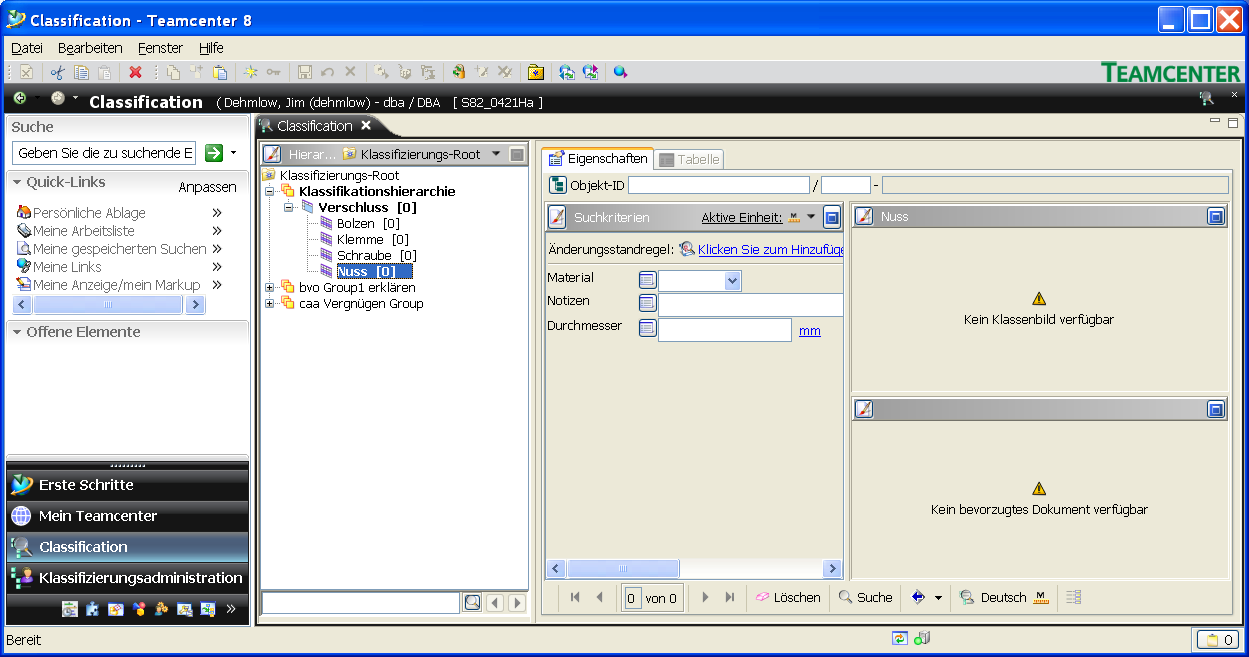 Classification - Teamcenter 8
Datei Bearbeiten Fenster Hilfe
TEAMCENTER
Classification ( Dehmlow, Jim (dehmlow) - dba / DBA [ S82_0421Ha ]
Suche
Geben Sie die zu suchende E
Quick-Links
Anpassen
Persönliche Ablage
Meine Arbeitsliste
Meine gespeicherten Suchen
Meine Links
Meine Anzeige/mein Markup
Offene Elemente
Erste Schritte
Mein Teamcenter
Classification
Klassifizierungsadministration
Classification
Hierar... Klassifizierungs-Root
Klassifizierungs-Root
Klassifikationshierarchie
Verschluss [0]
Bolzen [0]
Klemme [0]
Schraube [0]
Nuss [0]
bvo Group1 erklären
caa Vergnügen Group
Eigenschaften Tabelle
Objekt-ID / -
Suchkriterien Aktive Einheit:
Änderungsstandregel: Klicken Sie zum Hinzufüge
Material
Notizen
Durchmesser mm
Nuss
Kein Klassenbild verfügbar
Kein bevorzugtes Dokument verfügbar
0 von 0 Löschen Suche Deutsch M
Bereit
0